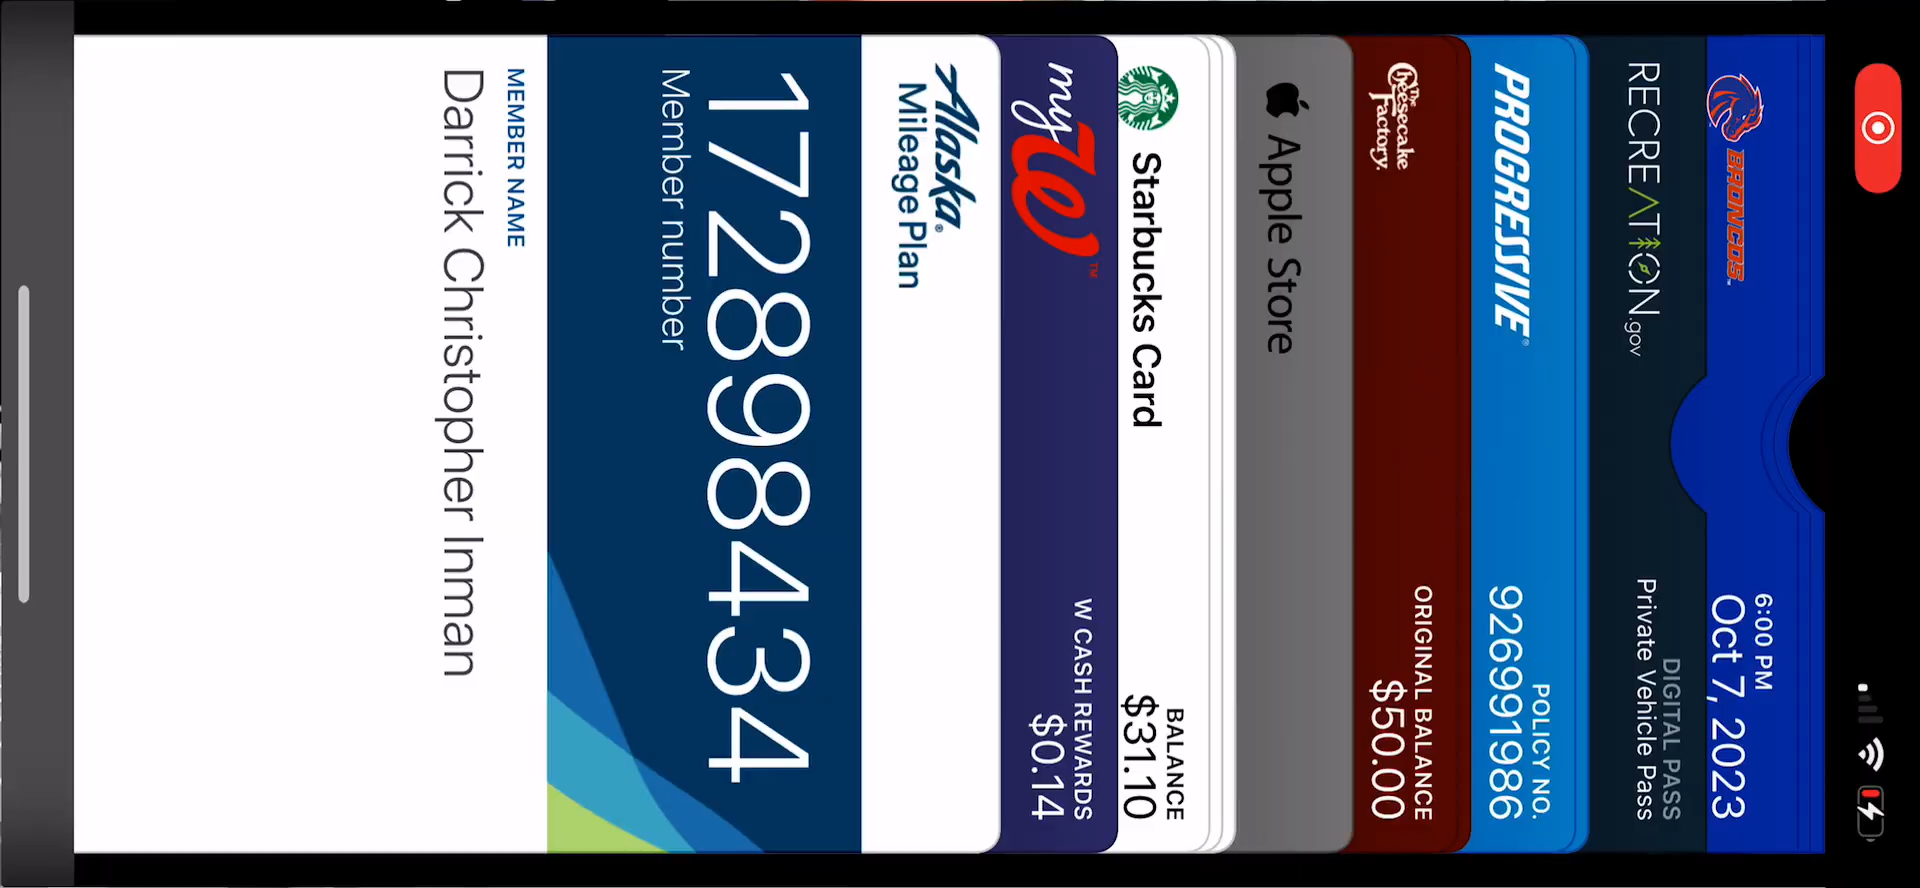 BRONCOS
6:00 PM
Oct 7, 2023
RECREATION.gov
DIGITAL PASS
Private Vehicle Pass
PROGRESSIVE
POLICY NO.
926991986
The Cheesecake Factory.
ORIGINAL BALANCE
$50.00
Apple Store
Starbucks Card
BALANCE
$31.10
my W
W CASH REWARDS
$0.14
Alaska
Mileage Plan
172898434
Member number
MEMBER NAME
Darrick Christopher Inman